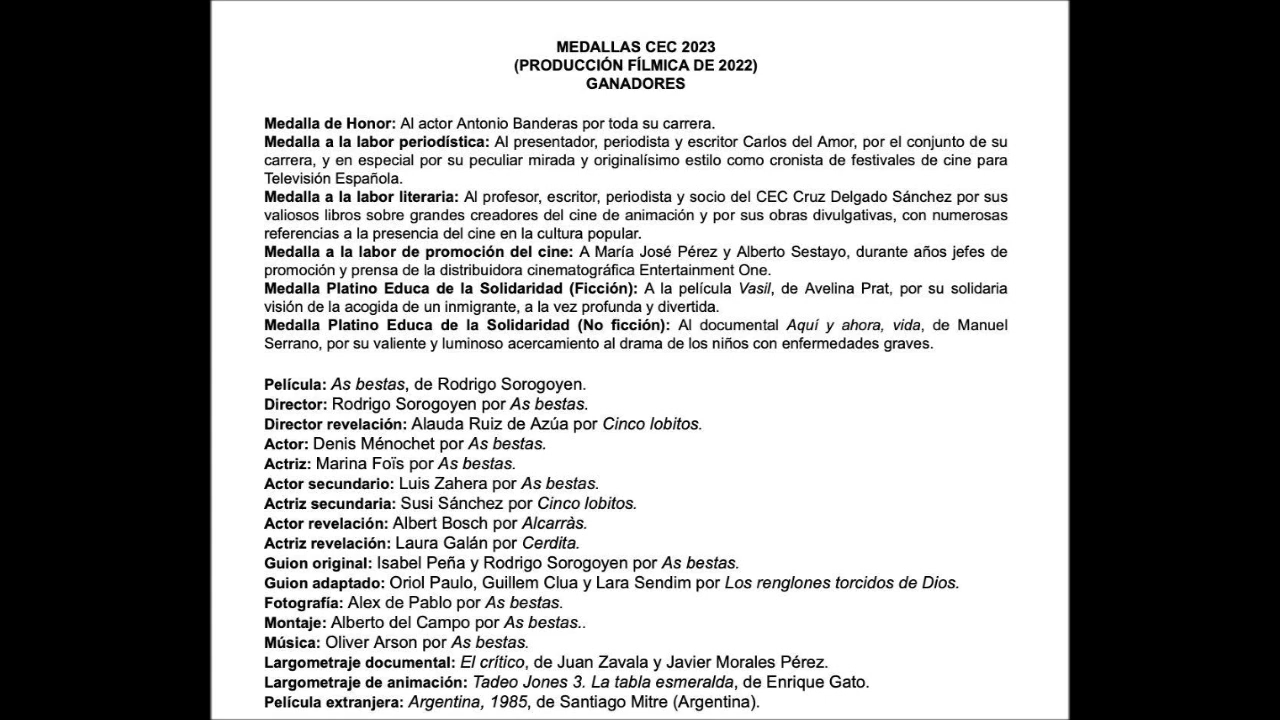 MEDALLAS CEC 2023
(PRODUCCIÓN FÍLMICA DE 2022)
GANADORES
Medalla de Honor: Al actor Antonio Banderas por toda su carrera.
Medalla a la labor periodística: Al presentador, periodista y escritor Carlos del Amor, por el conjunto de su
carrera, y en especial por su peculiar mirada y originalísimo estilo como cronista de festivales de cine para
Televisión Española.
Medalla a la labor literaria: Al profesor, escritor, periodista y socio del CEC Cruz Delgado Sánchez por sus
valiosos libros sobre grandes creadores del cine de animación y por sus obras divulgativas, con numerosas
referencias a la presencia del cine en la cultura popular.
Medalla a la labor de promoción del cine: A María José Pérez y Alberto Sestayo, durante años jefes de
promoción y prensa de la distribuidora cinematográfica Entertainment One.
Medalla Platino Educa de la Solidaridad (Ficción): A la película Vasil, de Avelina Prat, por su solidaria
visión de la acogida de un inmigrante, a la vez profunda y divertida.
Medalla Platino Educa de la Solidaridad (No ficción): Al documental Aquí y ahora, vida, de Manuel
Serrano, por su valiente y luminoso acercamiento al drama de los niños con enfermedades graves.
Película: As bestas, de Rodrigo Sorogoyen.
Director: Rodrigo Sorogoyen por As bestas.
Director revelación: Alauda Ruiz de Azúa por Cinco lobitos.
Actor: Denis Ménochet por As bestas.
Actriz: Marina Foïs por As bestas.
Actor secundario: Luis Zahera por As bestas.
Actriz secundaria: Susi Sánchez por Cinco lobitos.
Actor revelación: Albert Bosch por Alcarràs.
Actriz revelación: Laura Galán por Cerdita.
Guion original: Isabel Peña y Rodrigo Sorogoyen por As bestas.
Guion adaptado: Oriol Paulo, Guillem Clua y Lara Sendim por Los renglones torcidos de Dios.
Fotografía: Alex de Pablo por As bestas.
Montaje: Alberto del Campo por As bestas..
Música: Oliver Arson por As bestas.
Largometraje documental: El crítico, de Juan Zavala y Javier Morales Pérez.
Largometraje de animación: Tadeo Jones 3. La tabla esmeralda, de Enrique Gato.
Película extranjera: Argentina, 1985, de Santiago Mitre (Argentina).